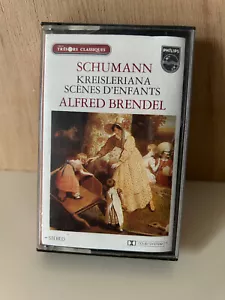 TRÉSORS CLASSIQUES
PHILIPS
SCHUMANN
KREISLERIANA
SCÈNES D'ENFANTS
ALFRED BRENDEL
STEREO